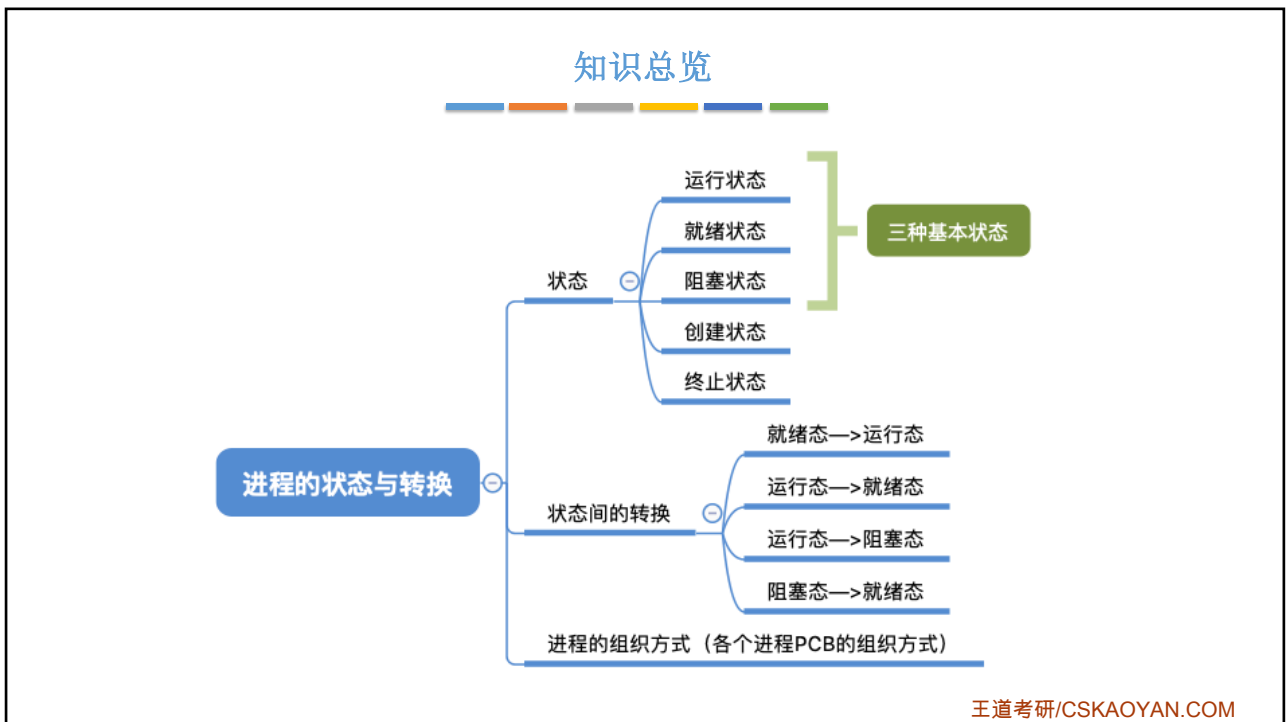 知识总览
运行状态
就绪状态
三种基本状态
状态
阻塞状态
创建状态
终止状态
进程的状态与转换
就绪态—>运行态
运行态—>就绪态
状态间的转换
运行态—>阻塞态
阻塞态—>就绪态
进程的组织方式（各个进程PCB的组织方式）
王道考研/CSKAOYAN.COM